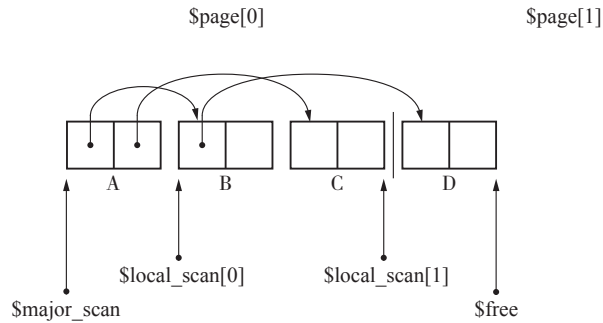 $page[0] $page[1]
A B C D
$local_scan[0] $local_scan[1]
$major_scan $free